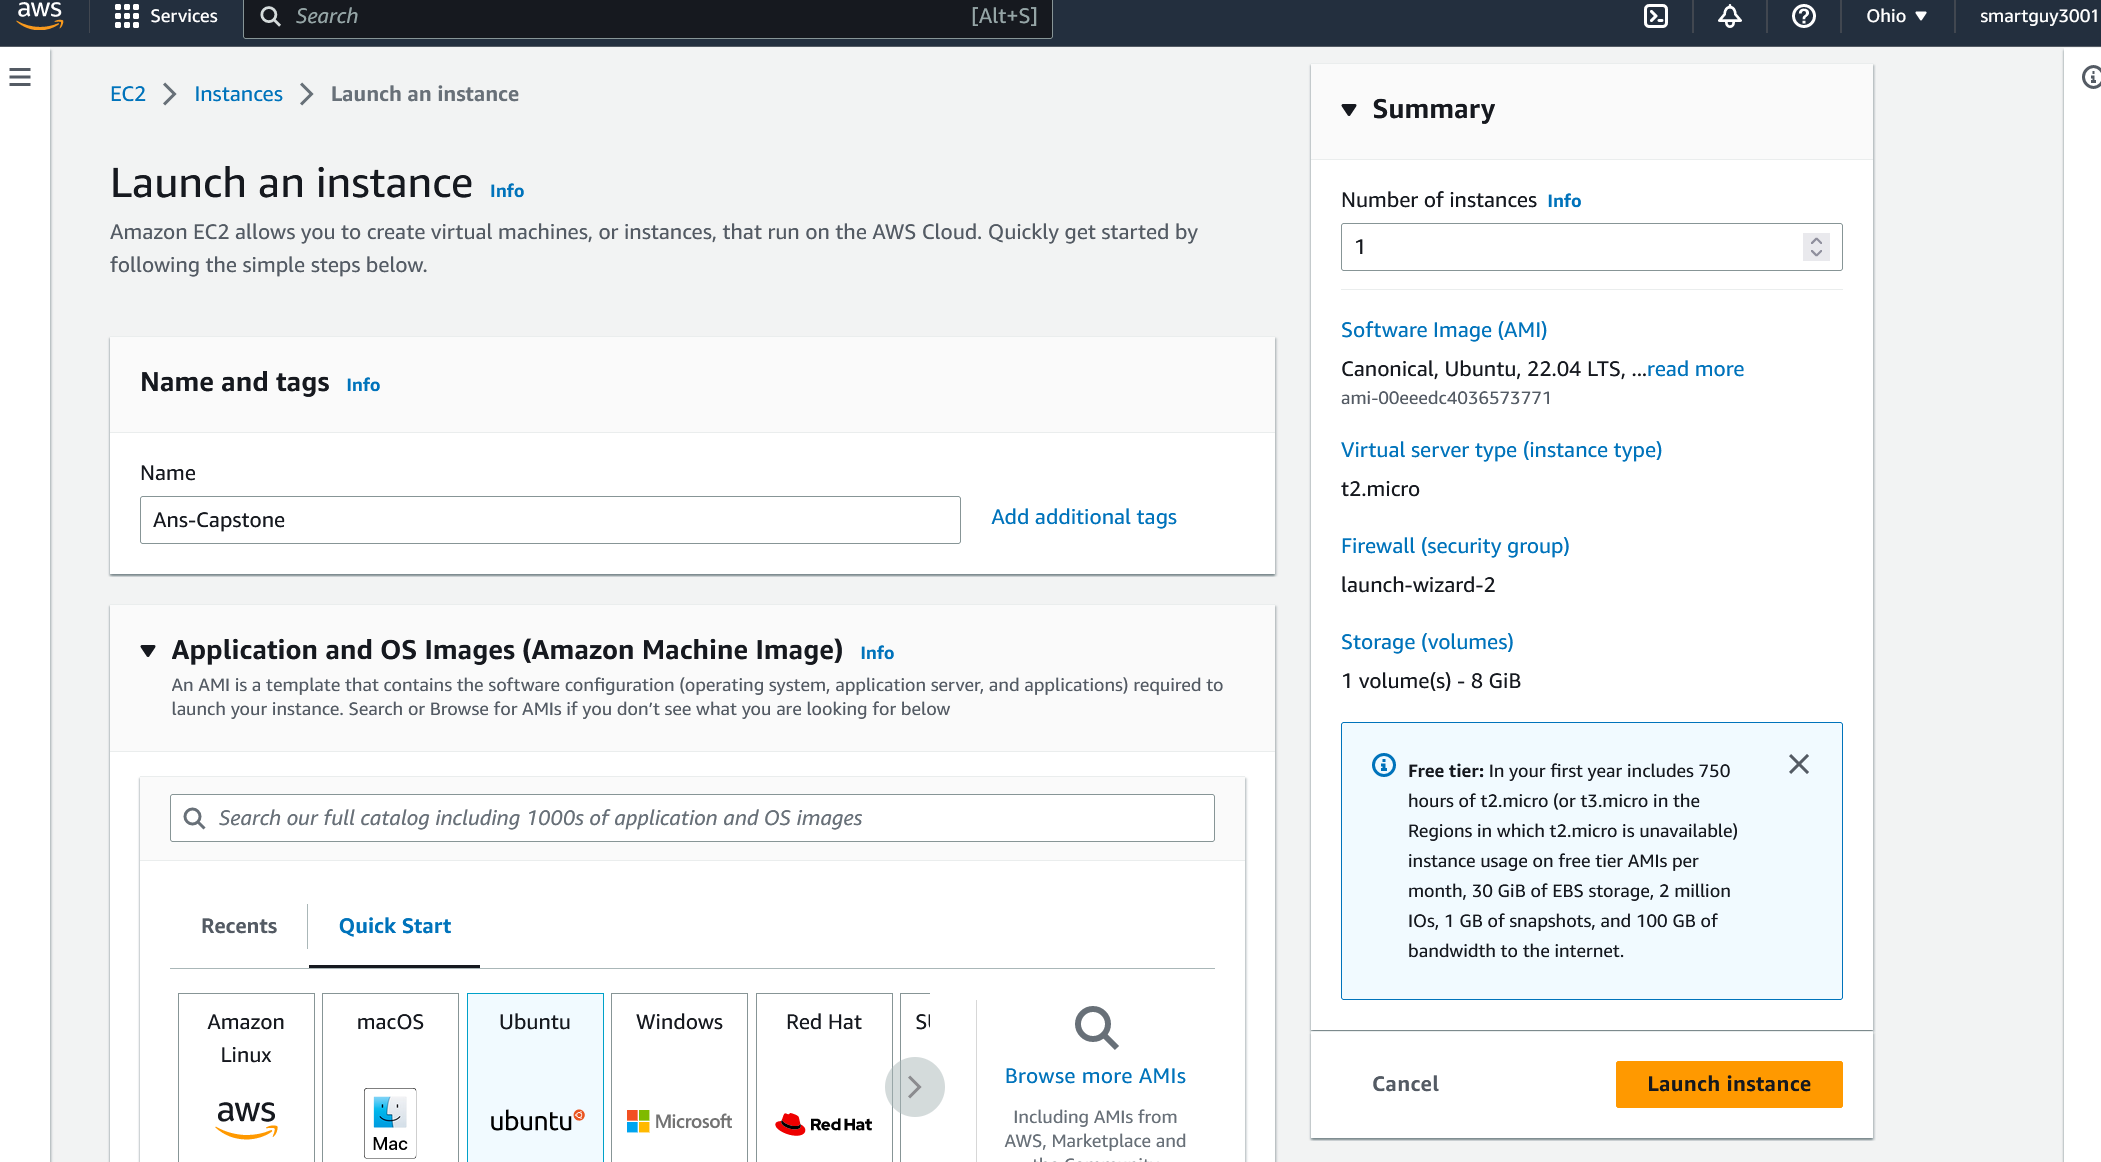 aws
Services
Search
[Alt+S]
Ohio
smartguy3001
EC2
Instances
Launch an instance
Launch an instance
Info
Amazon EC2 allows you to create virtual machines, or instances, that run on the AWS Cloud. Quickly get started by
following the simple steps below.
Name and tags
Info
Name
Ans-Capstone
Add additional tags
Application and OS Images (Amazon Machine Image)
Info
An AMI is a template that contains the software configuration (operating system, application server, and applications) required to
launch your instance. Search or Browse for AMIs if you don’t see what you are looking for below
Search our full catalog including 1000s of application and OS images
Recents
Quick Start
Amazon
Linux
aws
macOS
Mac
Ubuntu
ubuntu
Windows
Microsoft
Red Hat
Red Hat
Browse more AMIs
Including AMIs from
AWS, Marketplace and
the Community
Summary
Number of instances
Info
1
Software Image (AMI)
Canonical, Ubuntu, 22.04 LTS, ...read more
ami-00eeedc4036573771
Virtual server type (instance type)
t2.micro
Firewall (security group)
launch-wizard-2
Storage (volumes)
1 volume(s) - 8 GiB
Free tier: In your first year includes 750
hours of t2.micro (or t3.micro in the
Regions in which t2.micro is unavailable)
instance usage on free tier AMIs per
month, 30 GiB of EBS storage, 2 million
IOs, 1 GB of snapshots, and 100 GB of
bandwidth to the internet.
Cancel
Launch instance